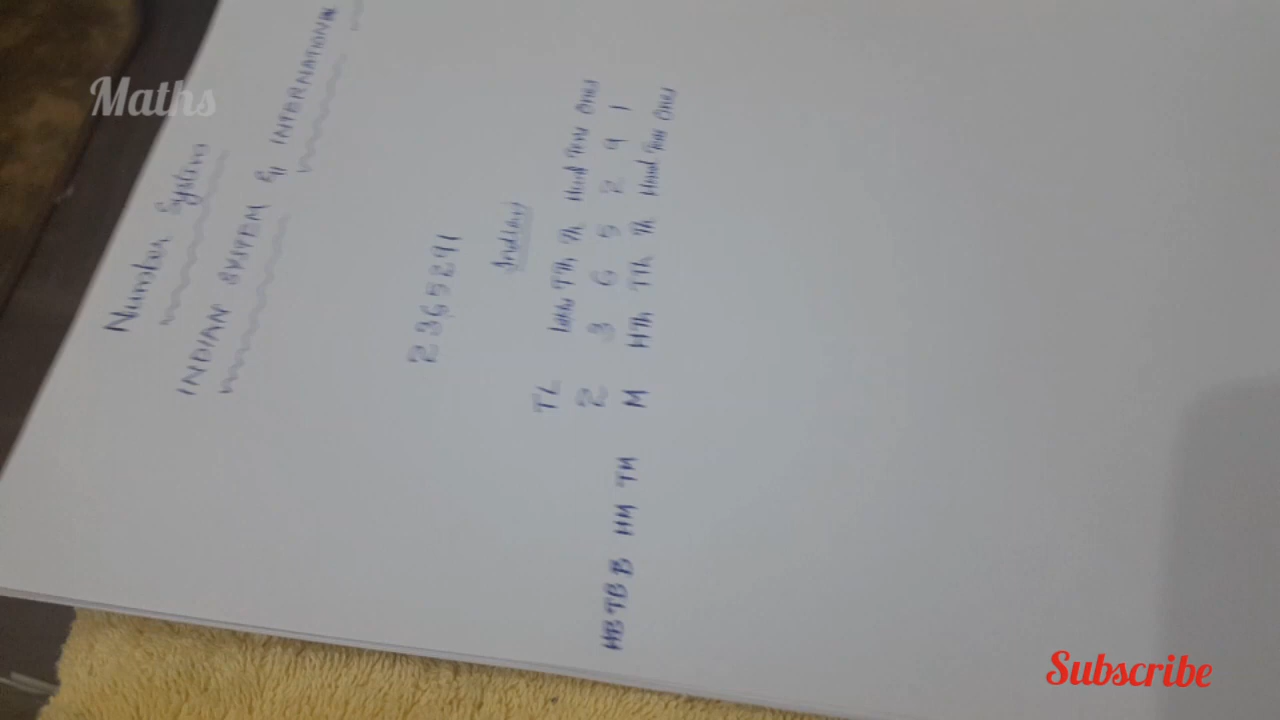 Maths
Number System
INDIAN SYSTEM & INTERNATIONAL
2365291
Indian
TL Lakh TTh Th Hund Tens Ones
2 3 6 5 2 9 1
HB TB B HM TM M HTh TTh Th Hund Tens Ones
Subscribe